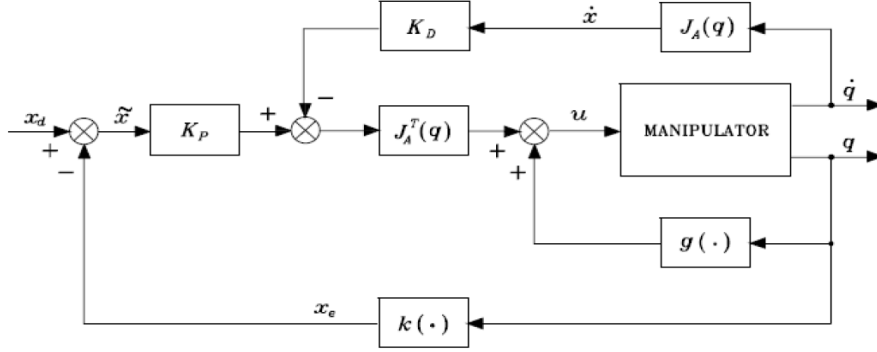 K_D
ẋ
J_A(q)
−
x_d
x̃
K_P
+
J_A^T(q)
u
MANIPULATOR
q̇
q
+
−
+
+
g(·)
x_e
k(·)